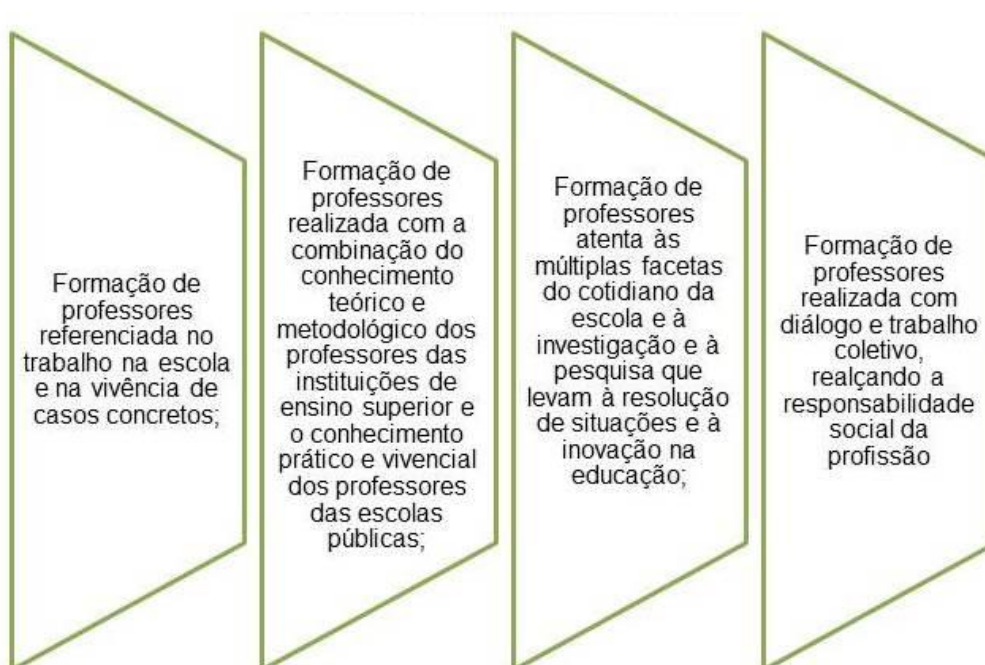 Formação de
professores
referenciada no
trabalho na escola
e na vivência de
casos concretos;
Formação de
professores
realizada com a
combinação do
conhecimento
teórico e
metodológico dos
professores das
instituições de
ensino superior e
o conhecimento
prático e vivencial
dos professores
das escolas
públicas;
Formação de
professores
atenta às
múltiplas facetas
do cotidiano da
escola e à
investigação e à
pesquisa que
levam à resolução
de situações e à
inovação na
educação;
Formação de
professores
realizada com
diálogo e trabalho
coletivo,
realçando a
responsabilidade
social da
profissão